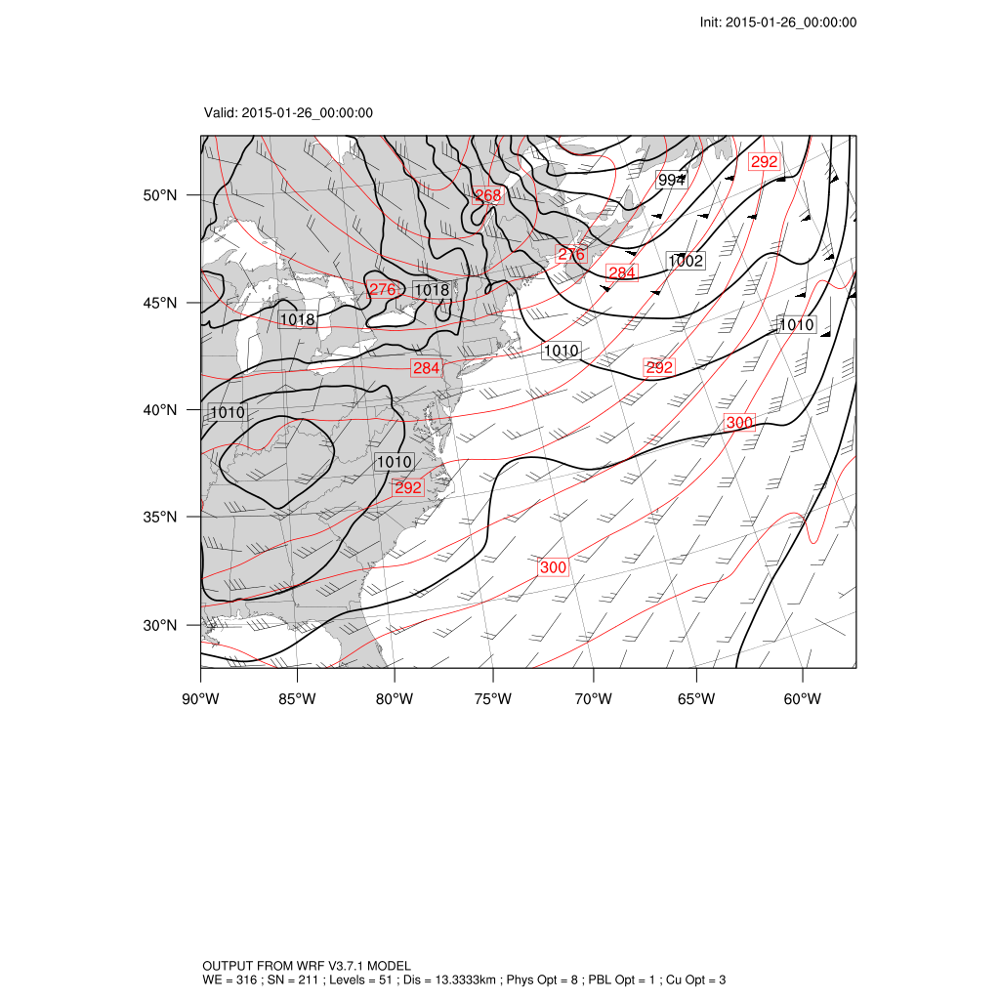 Init: 2015-01-26_00:00:00
Valid: 2015-01-26_00:00:00
292
994
50°N
268
276
1002
284
276
1018
45°N
1018
1010
1010
284
292
40°N
1010
300
1010
292
35°N
300
30°N
90°W 85°W 80°W 75°W 70°W 65°W 60°W
OUTPUT FROM WRF V3.7.1 MODEL
WE = 316 ; SN = 211 ; Levels = 51 ; Dis = 13.3333km ; Phys Opt = 8 ; PBL Opt = 1 ; Cu Opt = 3